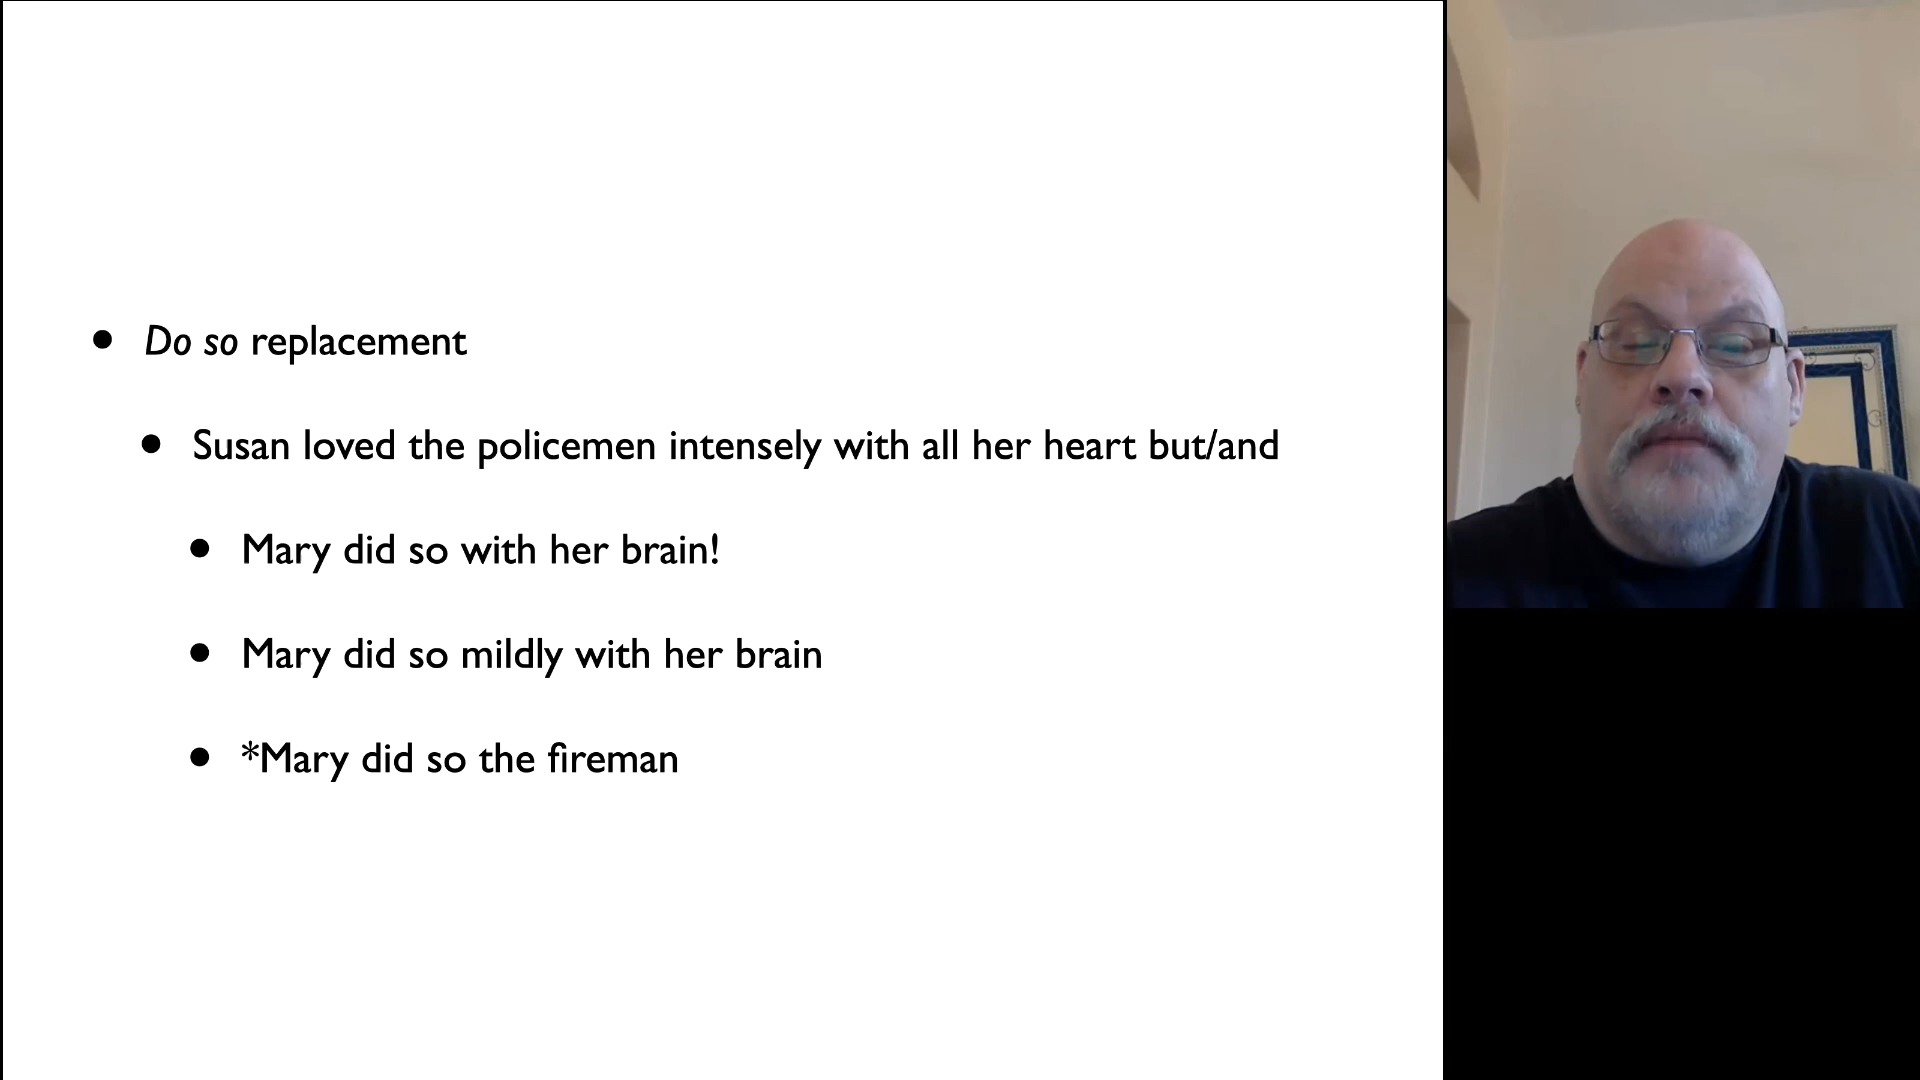 Do so replacement
Susan loved the policemen intensely with all her heart but/and
Mary did so with her brain!
Mary did so mildly with her brain
*Mary did so the fireman